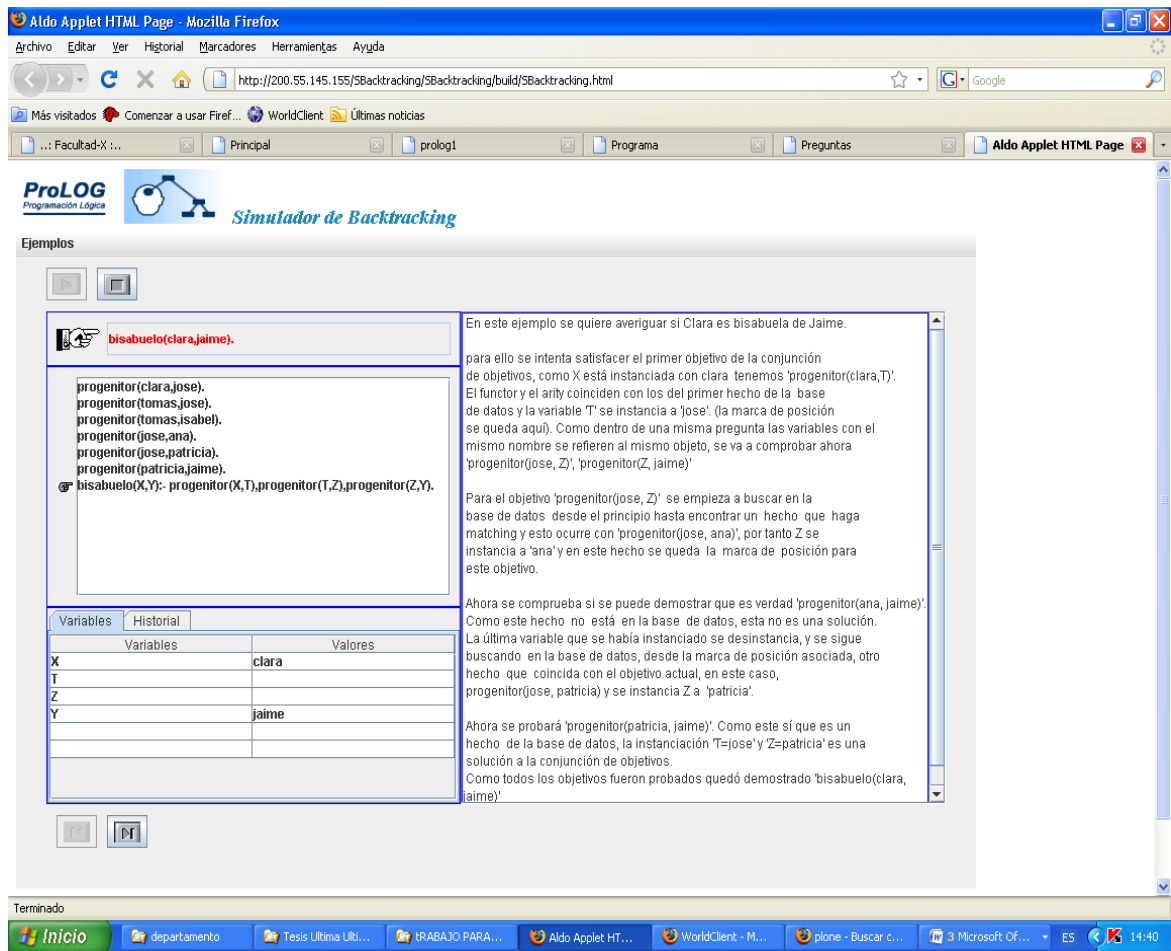 Aldo Applet HTML Page - Mozilla Firefox
Archivo Editar Ver Historial Marcadores Herramientas Ayuda
http://200.55.145.155/SBacktracking/SBacktracking/build/SBacktracking.html
G Google
Más visitados Comenzar a usar Firef... WorldClient Últimas noticias
..: Facultad-X :.. Principal prolog1 Programa Preguntas Aldo Applet HTML Page
ProLOG
Programación Lógica
Simulador de Backtracking
Ejemplos
bisabuelo(clara,jaime).
progenitor(clara,jose).
progenitor(tomas,jose).
progenitor(tomas,isabel).
progenitor(jose,ana).
progenitor(jose,patricia).
progenitor(patricia,jaime).
bisabuelo(X,Y):- progenitor(X,T),progenitor(T,Z),progenitor(Z,Y).
Variables Historial
Variables Valores
X clara
T
Z
Y jaime
En este ejemplo se quiere averiguar si Clara es bisabuela de Jaime.
para ello se intenta satisfacer el primer objetivo de la conjunción
de objetivos, como X está instanciada con clara tenemos 'progenitor(clara,T)'.
El functor y el arity coinciden con los del primer hecho de la base
de datos y la variable 'T' se instancia a 'jose'. (la marca de posición
se queda aquí). Como dentro de una misma pregunta las variables con el
mismo nombre se refieren al mismo objeto, se va a comprobar ahora
'progenitor(jose, Z)', 'progenitor(Z, jaime)'
Para el objetivo 'progenitor(jose, Z)' se empieza a buscar en la
base de datos desde el principio hasta encontrar un hecho que haga
matching y esto ocurre con 'progenitor(jose, ana)', por tanto Z se
instancia a 'ana' y en este hecho se queda la marca de posición para
este objetivo.
Ahora se comprueba si se puede demostrar que es verdad 'progenitor(ana, jaime)'.
Como este hecho no está en la base de datos, esta no es una solución.
La última variable que se había instanciado se desinstancia, y se sigue
buscando en la base de datos, desde la marca de posición asociada, otro
hecho que coincida con el objetivo actual, en este caso,
progenitor(jose, patricia) y se instancia Z a 'patricia'.
Ahora se probará 'progenitor(patricia, jaime)'. Como este sí que es un
hecho de la base de datos, la instanciación 'T=jose' y 'Z=patricia' es una
solución a la conjunción de objetivos.
Como todos los objetivos fueron probados quedó demostrado 'bisabuelo(clara,
jaime)'
Terminado
Inicio departamento Tesis Ultima Ulti... tRABAJO PARA... Aldo Applet HT... WorldClient - M... plone - Buscar c... 3 Microsoft Of... ES 14:40